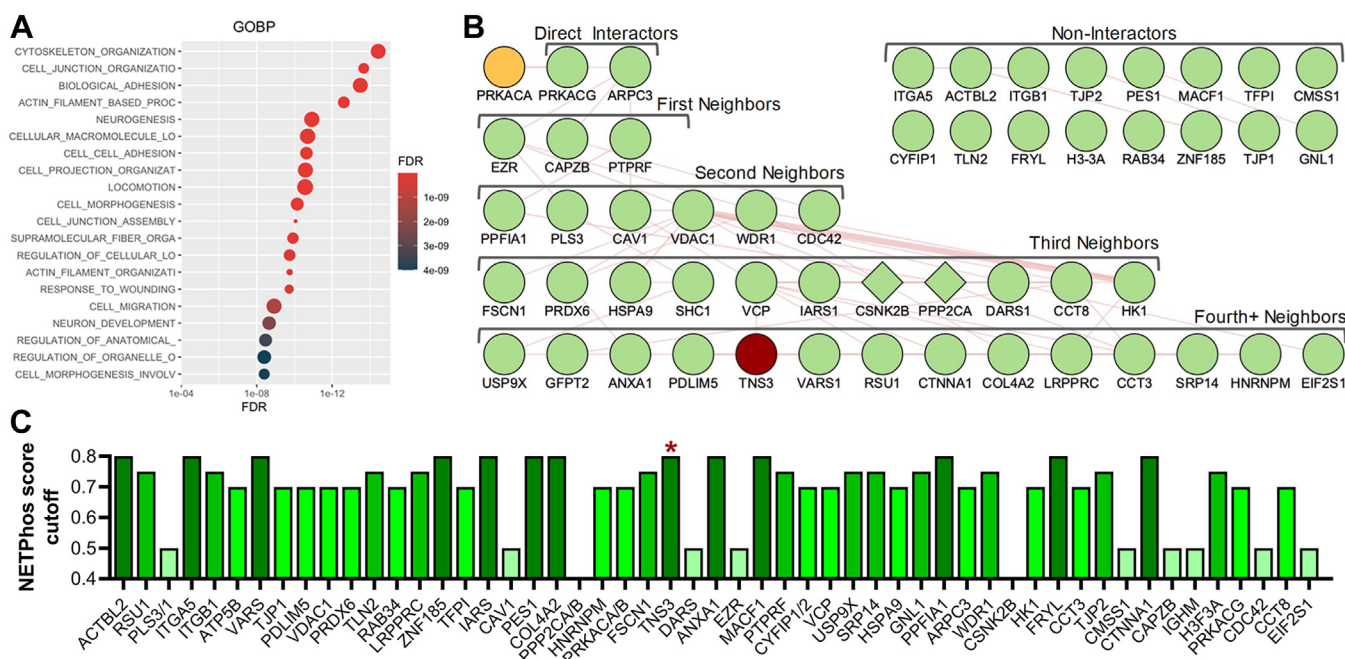 A
GOBP
CYTOSKELETON_ORGANIZATION
CELL_JUNCTION_ORGANIZATIO
BIOLOGICAL_ADHESION
ACTIN_FILAMENT_BASED_PROC
NEUROGENESIS
CELLULAR_MACROMOLECULE_LO
CELL_CELL_ADHESION
CELL_PROJECTION_ORGANIZAT
LOCOMOTION
CELL_MORPHOGENESIS
CELL_JUNCTION_ASSEMBLY
SUPRAMOLECULAR_FIBER_ORGA
REGULATION_OF_CELLULAR_LO
ACTIN_FILAMENT_ORGANIZATI
RESPONSE_TO_WOUNDING
CELL_MIGRATION
NEURON_DEVELOPMENT
REGULATION_OF_ANATOMICAL_
REGULATION_OF_ORGANELLE_O
CELL_MORPHOGENESIS_INVOLV
1e-04 1e-08 1e-12
FDR
FDR
1e-09
2e-09
3e-09
4e-09
B
Direct Interactors
PRKACA PRKACG ARPC3
First Neighbors
EZR CAPZB PTPRF
Second Neighbors
PPFIA1 PLS3 CAV1 VDAC1 WDR1 CDC42
Third Neighbors
FSCN1 PRDX6 HSPA9 SHC1 VCP IARS1 CSNK2B PPP2CA DARS1 CCT8 HK1
Fourth+ Neighbors
USP9X GFPT2 ANXA1 PDLIM5 TNS3 VARS1 RSU1 CTNNA1 COL4A2 LRPPRC CCT3 SRP14 HNRNPM EIF2S1
Non-Interactors
ITGA5 ACTBL2 ITGB1 TJP2 PES1 MACF1 TFPI CMSS1
CYFIP1 TLN2 FRYL H3-3A RAB34 ZNF185 TJP1 GNL1
C
NETPhos score
cutoff
0.8
0.7
0.6
0.5
0.4
*
ACTBL2
RSU1
PLS3/1
ITGA5
ITGB1
ATP5B
VARS
TJP1
PDLIM5
VDAC1
PRDX6
TLN2
RAB34
LRPPRC
ZNF185
TFPI
IARS
CAV1
PES1
COL4A2
PPP2CA/B
HNRNPM
PRKACA/B
FSCN1
TNS3
DARS
ANXA1
EZR
MACF1
PTPRF
CYFIP1/2
VCP
USP9X
SRP14
HSPA9
GNL1
PPFIA1
ARPC3
WDR1
CSNK2B
HK1
FRYL
CCT3
TJP2
CMSS1
CTNNA1
CAPZB
IGHM
H3F3A
PRKACG
CDC42
CCT8
EIF2S1